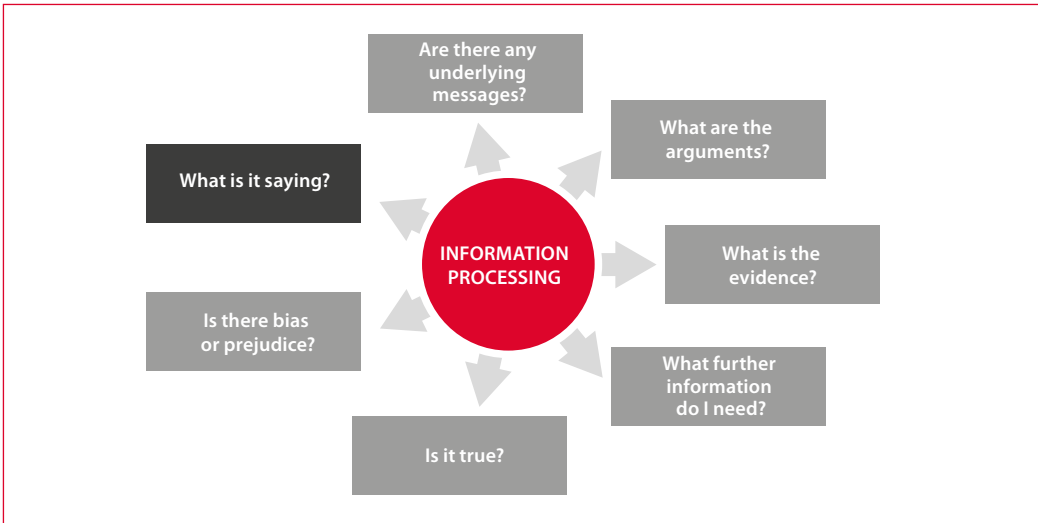 Are there any
underlying
messages?
What are the
arguments?
What is it saying?
INFORMATION
PROCESSING
What is the
evidence?
Is there bias
or prejudice?
What further
information
do I need?
Is it true?